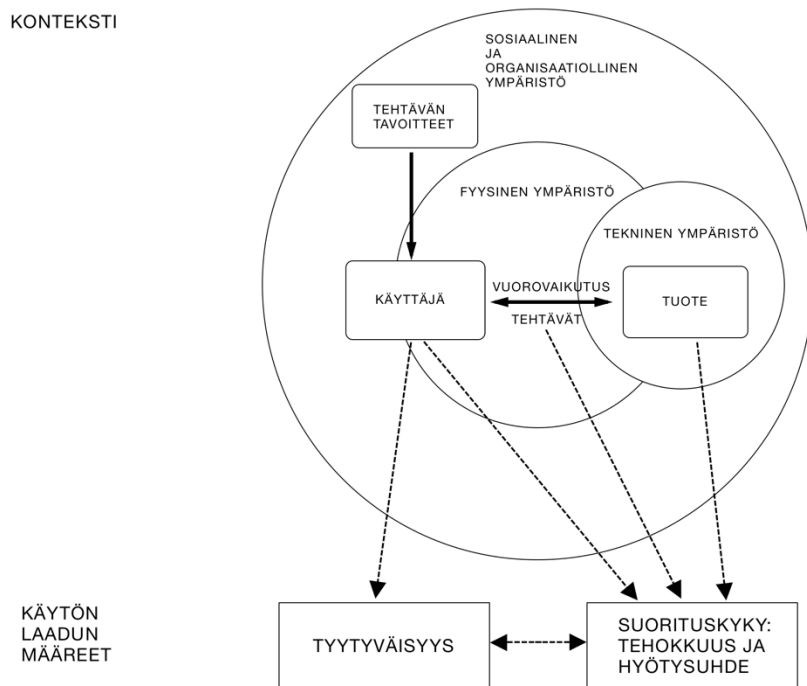 KONTEKSTI
SOSIAALINEN
JA
ORGANISAATIOLLINEN
YMPÄRISTÖ
TEHTÄVÄN
TAVOITTEET
FYYSINEN YMPÄRISTÖ
TEKNINEN YMPÄRISTÖ
KÄYTTÄJÄ
VUOROVAIKUTUS
TEHTÄVÄT
TUOTE
KÄYTÖN
LAADUN
MÄÄREET
TYYTYVÄISYYS
SUORITUSKYKY:
TEHOKKUUS JA
HYÖTYSUHDE